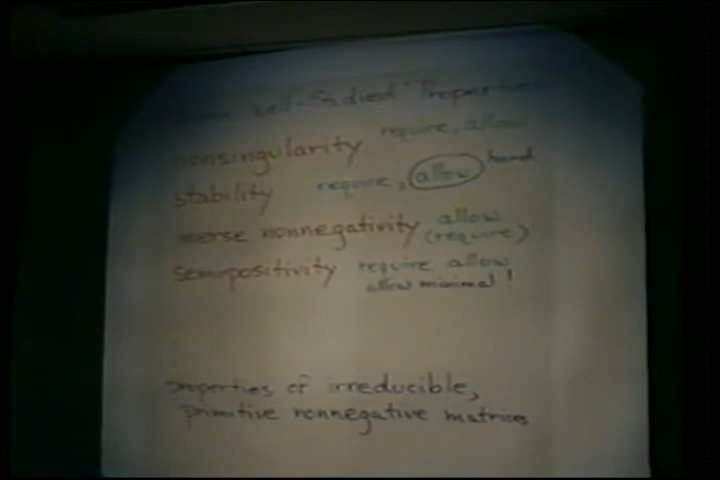 Well-Studied Properties
nonsingularity require, allow
stability require, allow hard
inverse nonnegativity allow
(require)
semipositivity require allow
allow minimal!
properties of irreducible,
primitive nonnegative matrices